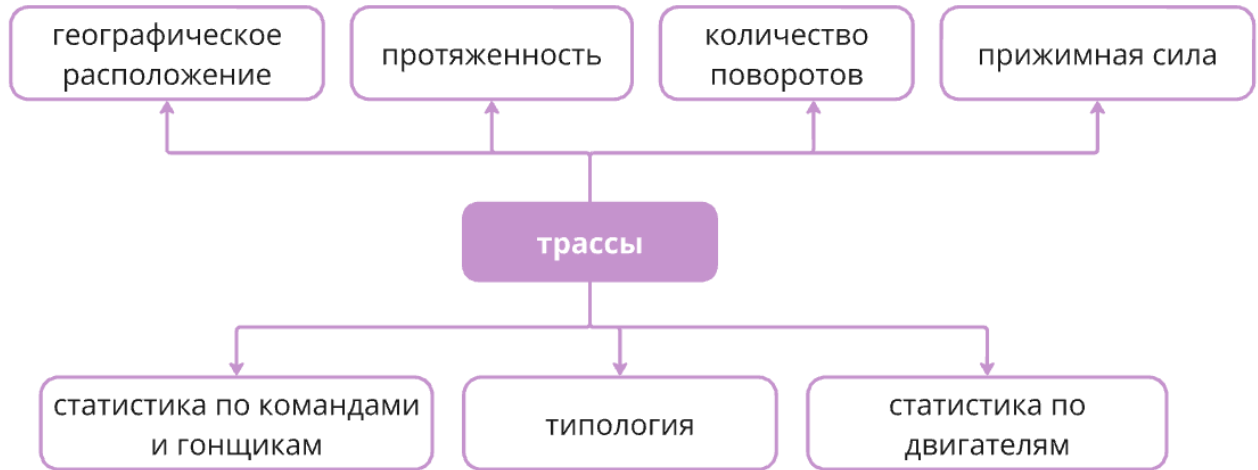 географическое
расположение
протяженность
количество
поворотов
прижимная сила
трассы
статистика по командами
и гонщикам
типология
статистика по
двигателям